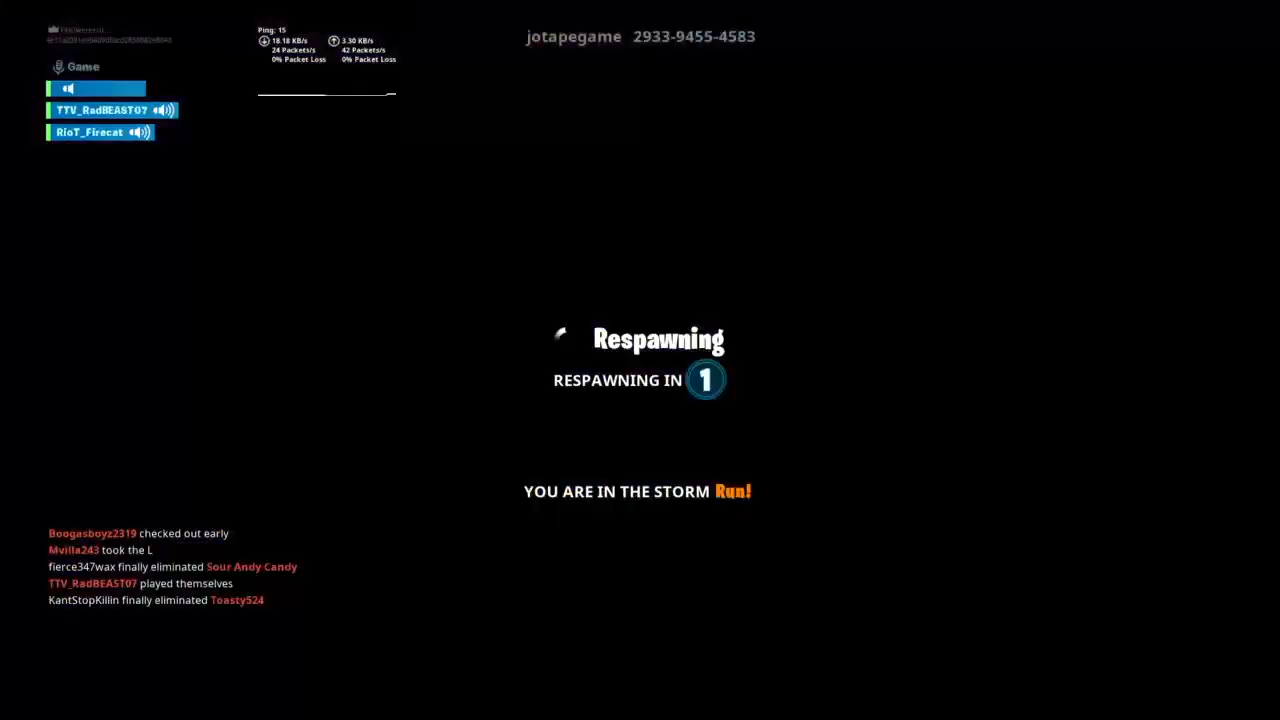 Ping: 15
18.18 KB/s 3.30 KB/s
24 Packets/s 42 Packets/s
0% Packet Loss 0% Packet Loss
jotapegame 2933-9455-4583
Game
TTV_RadBEAST07
RioT_Firecat
Respawning
RESPAWNING IN 1
YOU ARE IN THE STORM Run!
Boogasboyz2319 checked out early
Mvilla243 took the L
fierce347wax finally eliminated Sour Andy Candy
TTV_RadBEAST07 played themselves
KantStopKillin finally eliminated Toasty524